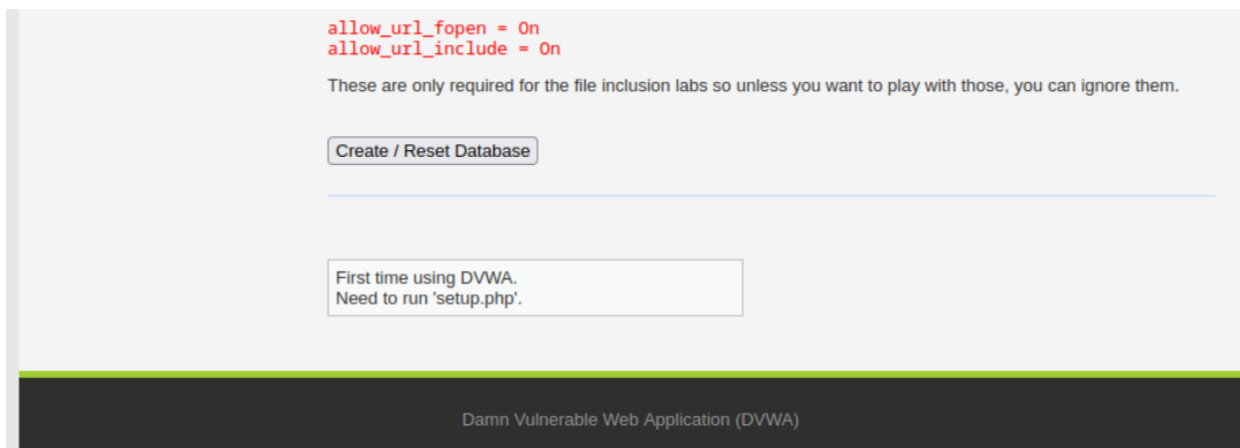 allow_url_fopen = On
allow_url_include = On
These are only required for the file inclusion labs so unless you want to play with those, you can ignore them.
Create / Reset Database
First time using DVWA.
Need to run 'setup.php'.
Damn Vulnerable Web Application (DVWA)